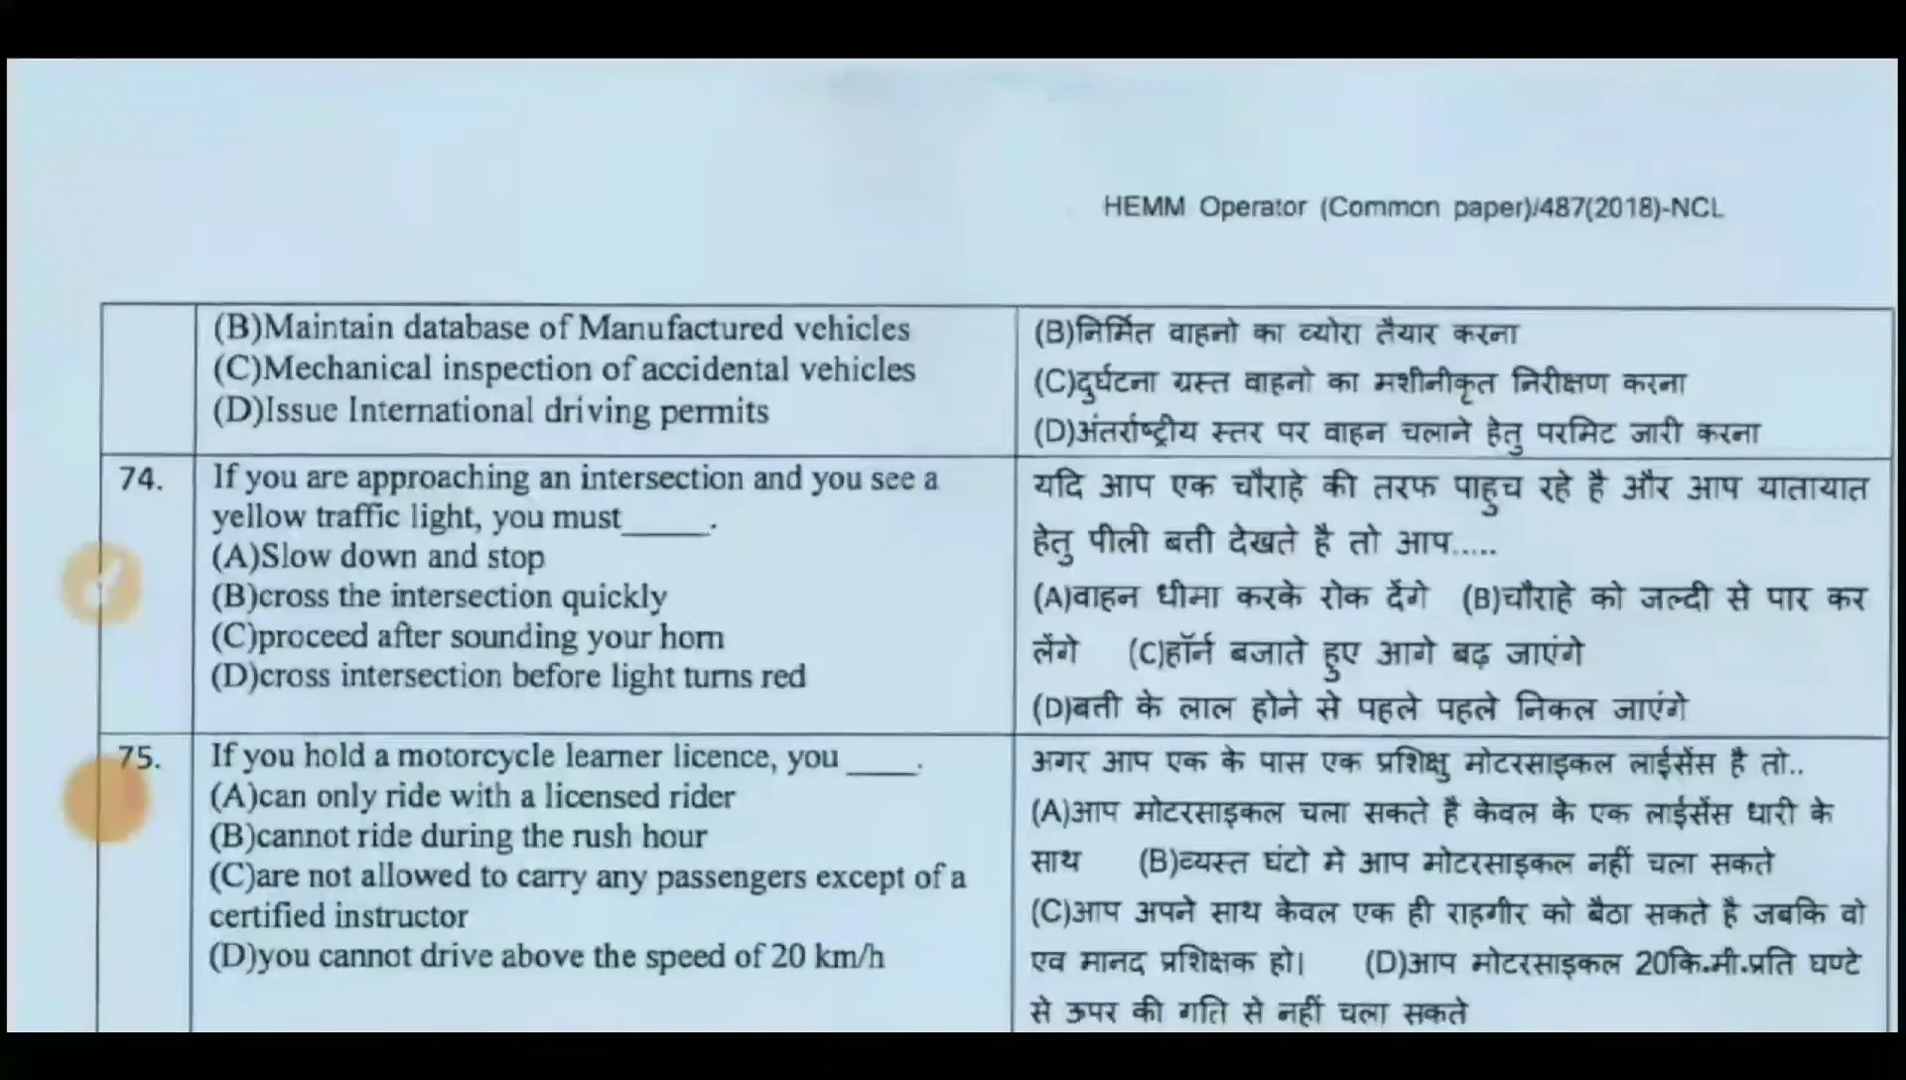 HEMM Operator (Common paper)/487(2018)-NCL
(B)Maintain database of Manufactured vehicles
(C)Mechanical inspection of accidental vehicles
(D)Issue International driving permits
(B)निर्मित वाहनो का व्योरा तैयार करना
(C)दुर्घटना ग्रस्त वाहनो का मशीनीकृत निरीक्षण करना
(D)अंतर्राष्ट्रीय स्तर पर वाहन चलाने हेतु परमिट जारी करना
74.
If you are approaching an intersection and you see a
yellow traffic light, you must_____.
(A)Slow down and stop
(B)cross the intersection quickly
(C)proceed after sounding your horn
(D)cross intersection before light turns red
यदि आप एक चौराहे की तरफ पाहुच रहे है और आप यातायात
हेतु पीली बती देखते है तो आप.....
(A)वाहन धीमा करके रोक देंगे (B)चौराहे को जल्दी से पार कर
लेंगे (C)हॉर्न बजाते हुए आगे बढ़ जाएंगे
(D)बती के लाल होने से पहले पहले निकल जाएंगे
75.
If you hold a motorcycle learner licence, you ____.
(A)can only ride with a licensed rider
(B)cannot ride during the rush hour
(C)are not allowed to carry any passengers except of a
certified instructor
(D)you cannot drive above the speed of 20 km/h
अगर आप एक के पास एक प्रशिक्षु मोटरसाइकल लाईसेंस है तो..
(A)आप मोटरसाइकल चला सकते है केवल के एक लाईसेंस धारी के
साथ (B)व्यस्त घंटो मे आप मोटरसाइकल नहीं चला सकते
(C)आप अपने साथ केवल एक ही राहगीर को बैठा सकते है जबकि वो
एव मानद प्रशिक्षक हो। (D)आप मोटरसाइकल 20कि.मी.प्रति घण्टे
से ऊपर की गति से नहीं चला सकते